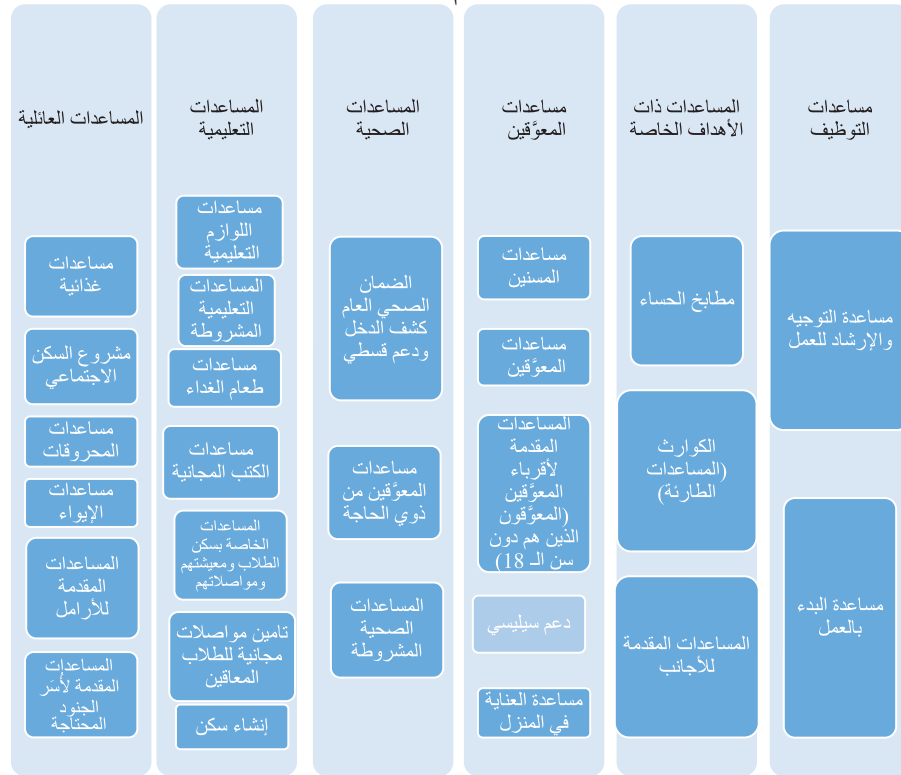 مساعدات
التوظيف
مساعدة التوجيه
والإرشاد للعمل
مساعدة البدء
بالعمل
المساعدات ذات
الأهداف الخاصة
مطابخ الحساء
الكوارث
(المساعدات
الطارئة)
المساعدات المقدمة
للأجانب
مساعدات
المعوَّقين
مساعدات
المسنين
مساعدات
المعوَّقين
المساعدات
المقدمة
لأقرباء
المعوَّقين
(المعوَّقون
الذين هم دون
سن الـ 18)
دعم سيليسي
مساعدة العناية
في المنزل
المساعدات
الصحية
الضمان
الصحي العام
كشف الدخل
ودعم قسطي
مساعدات
المعوَّقين من
ذوي الحاجة
المساعدات
الصحية
المشروطة
المساعدات
التعليمية
مساعدات
اللوازم
التعليمية
المساعدات
التعليمية
المشروطة
مساعدات
طعام الغداء
مساعدات
الكتب المجانية
المساعدات
الخاصة بسكن
الطلاب ومعيشتهم
ومواصلاتهم
تامين مواصلات
مجانية للطلاب
المعاقين
إنشاء سكن
المساعدات العائلية
مساعدات
غذائية
مشروع السكن
الاجتماعي
مساعدات
المحروقات
مساعدات
الإيواء
المساعدات
المقدمة
للأرامل
المساعدات
المقدمة لأُسَر
الجنود
المحتاجة